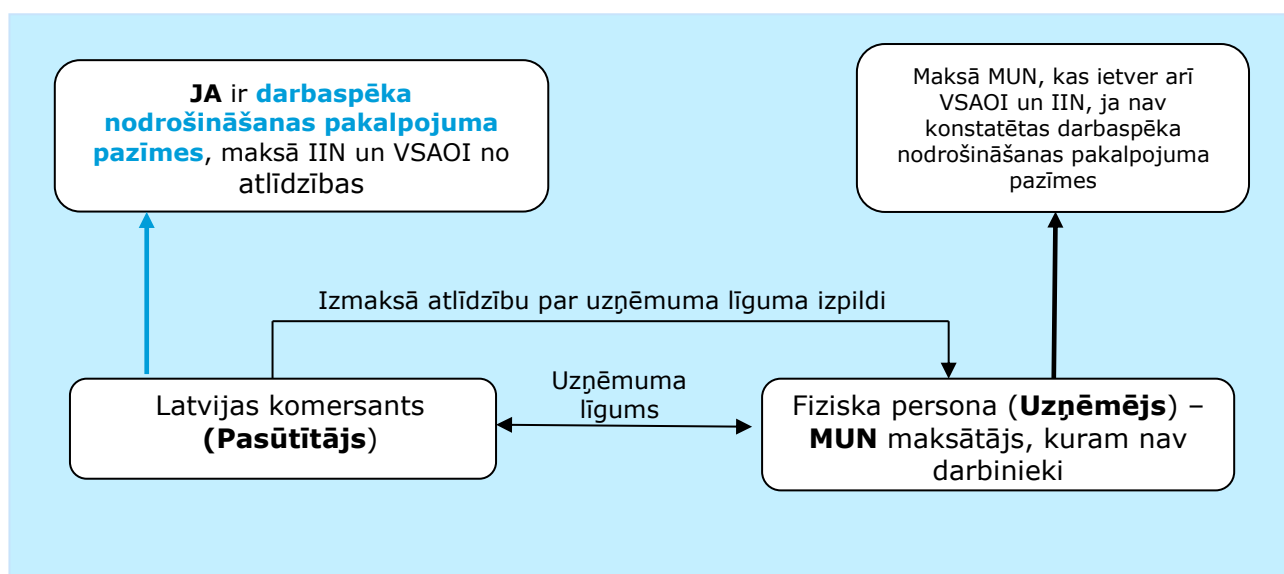 JA ir darbaspēka
nodrošināšanas pakalpojuma
pazīmes, maksā IIN un VSAOI no
atlīdzības
Maksā MUN, kas ietver arī
VSAOI un IIN, ja nav
konstatētas darbaspēka
nodrošināšanas pakalpojuma
pazīmes
Izmaksā atlīdzību par uzņēmuma līguma izpildi
Latvijas komersants
(Pasūtītājs)
Uzņēmuma
līgums
Fiziska persona (Uzņēmējs) –
MUN maksātājs, kuram nav
darbinieki